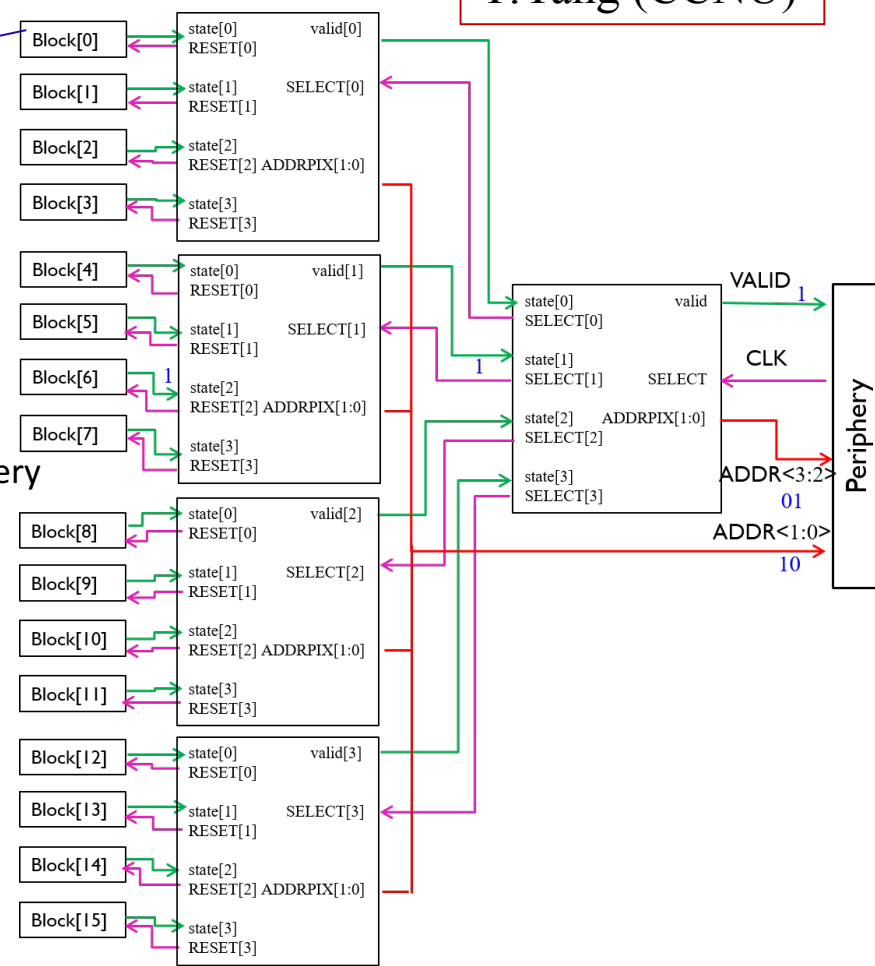 (CCNU)
Block[0]
state[0] valid[0]
RESET[0]
Block[1]
state[1] SELECT[0]
RESET[1]
Block[2]
state[2]
RESET[2] ADDRPIX[1:0]
Block[3]
state[3]
RESET[3]
Block[4]
state[0] valid[1]
RESET[0]
Block[5]
state[1] SELECT[1]
RESET[1]
Block[6]
1
state[2]
RESET[2] ADDRPIX[1:0]
Block[7]
state[3]
RESET[3]
Block[8]
state[0] valid[2]
RESET[0]
Block[9]
state[1] SELECT[2]
RESET[1]
Block[10]
state[2]
RESET[2] ADDRPIX[1:0]
Block[11]
state[3]
RESET[3]
Block[12]
state[0] valid[3]
RESET[0]
Block[13]
state[1] SELECT[3]
RESET[1]
Block[14]
state[2]
RESET[2] ADDRPIX[1:0]
Block[15]
state[3]
RESET[3]
state[0] valid
SELECT[0]
state[1]
1
SELECT[1] SELECT
state[2] ADDRPIX[1:0]
SELECT[2]
state[3]
SELECT[3]
VALID
1
CLK
ADDR<3:2>
01
ADDR<1:0>
10
Periphery